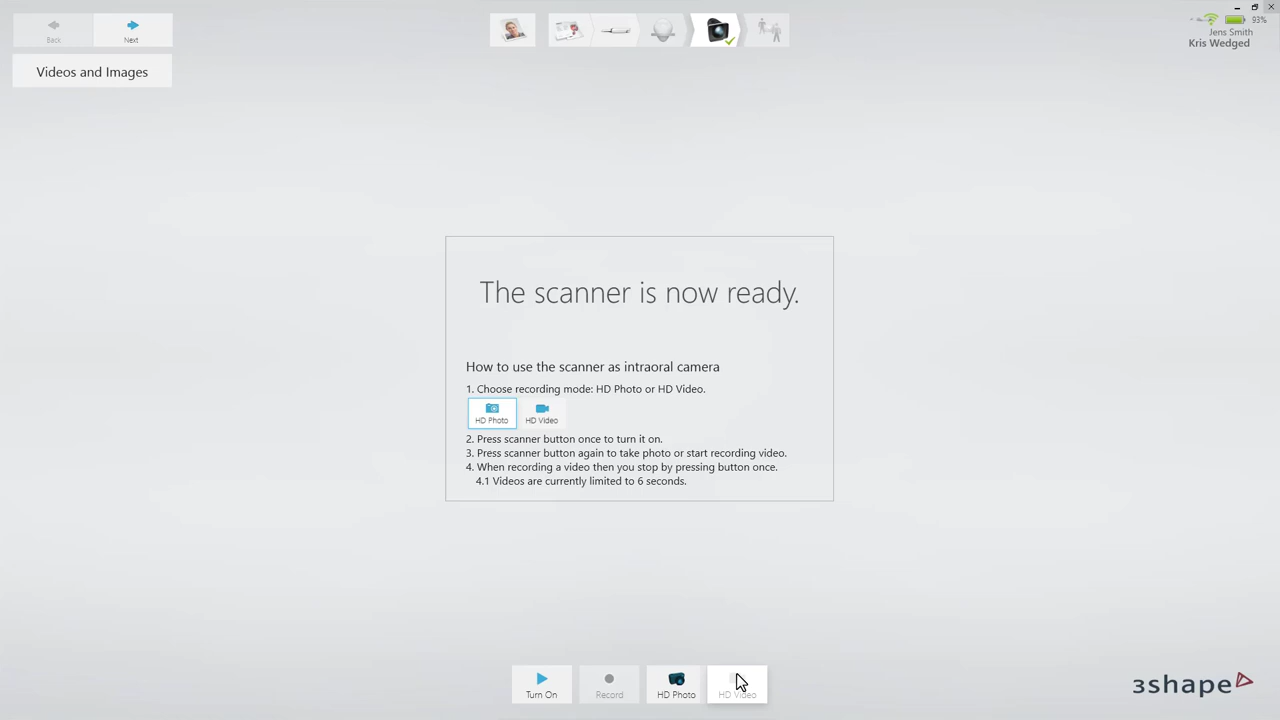 Back
Next
93%
Jens Smith
Kris Wedged
Videos and Images
The scanner is now ready.
How to use the scanner as intraoral camera
1. Choose recording mode: HD Photo or HD Video.
HD Photo
HD Video
2. Press scanner button once to turn it on.
3. Press scanner button again to take photo or start recording video.
4. When recording a video then you stop by pressing button once.
4.1 Videos are currently limited to 6 seconds.
Turn On
Record
HD Photo
HD Video
3shape